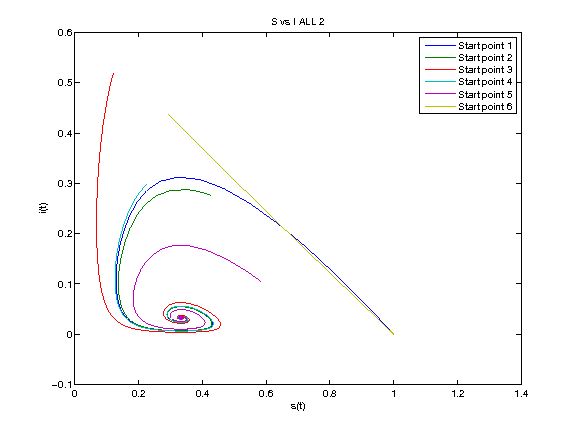 S vs I ALL 2
0.6
0.5
0.4
0.3
0.2
0.1
0
−0.1
i(t)
0 0.2 0.4 0.6 0.8 1 1.2 1.4
s(t)
Startpoint 1
Startpoint 2
Startpoint 3
Startpoint 4
Startpoint 5
Startpoint 6